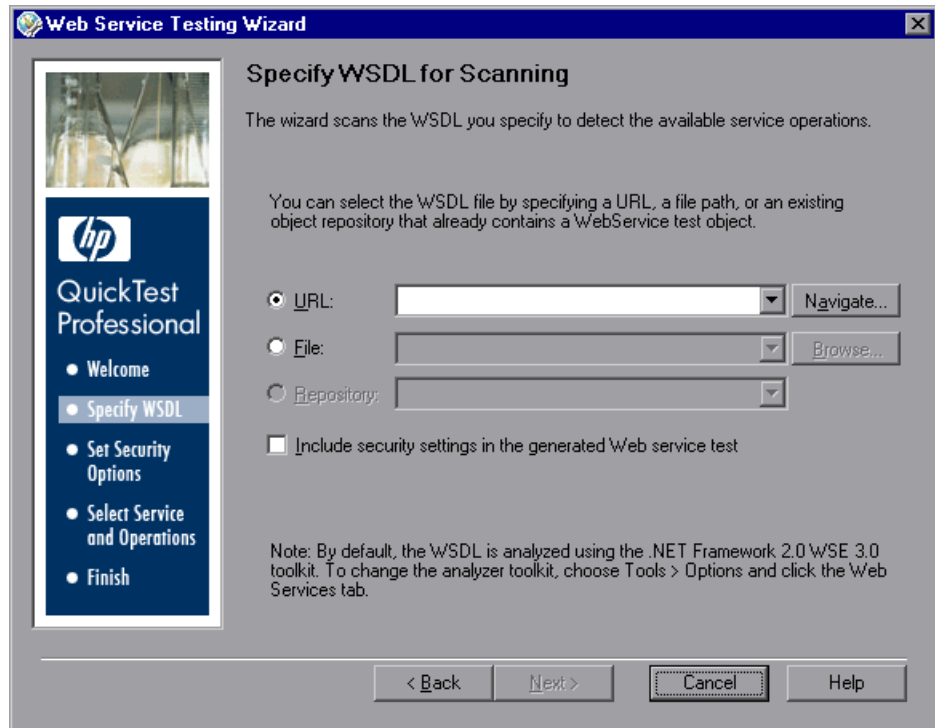 Web Service Testing Wizard
Specify WSDL for Scanning
The wizard scans the WSDL you specify to detect the available service operations.
You can select the WSDL file by specifying a URL, a file path, or an existing
object repository that already contains a WebService test object.
hp
QuickTest
Professional
Welcome
Specify WSDL
Set Security
Options
Select Service
and Operations
Finish
URL:
Navigate...
File:
Browse...
Repository:
Include security settings in the generated Web service test
Note: By default, the WSDL is analyzed using the .NET Framework 2.0 WSE 3.0
toolkit. To change the analyzer toolkit, choose Tools > Options and click the Web
Services tab.
< Back
Next >
Cancel
Help